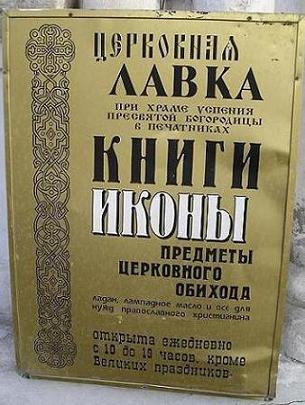 ЦЕРКОВНАЯ
ЛАВКА
ПРИ ХРАМЕ УСПЕНИЯ
ПРЕСВЯТОЙ БОГОРОДИЦЫ
В ПЕЧАТНИКАХ
КНИГИ
ИКОНЫ
ПРЕДМЕТЫ
ЦЕРКОВНОГО
ОБИХОДА
ладан, лампадное масло и все для
нужд православного христианина
открыта ежедневно
с 10 до 19 часов, кроме
Великих праздников.